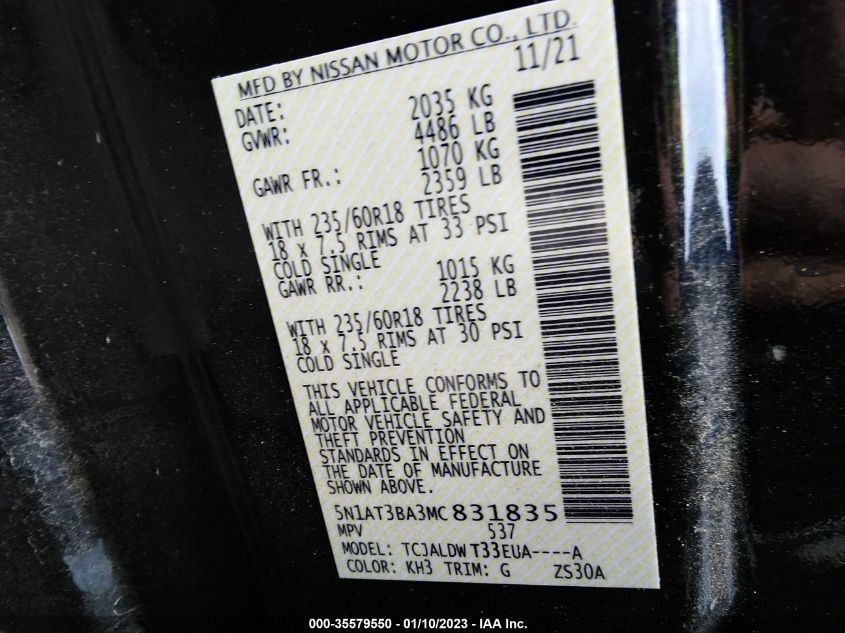 MFD BY NISSAN MOTOR CO., LTD.
DATE: 11/21
GVWR: 2035 KG
4486 LB
GAWR FR.: 1070 KG
2359 LB
WITH 235/60R18 TIRES
18 x 7.5 RIMS AT 33 PSI
COLD SINGLE
GAWR RR.: 1015 KG
2238 LB
WITH 235/60R18 TIRES
18 x 7.5 RIMS AT 30 PSI
COLD SINGLE
THIS VEHICLE CONFORMS TO
ALL APPLICABLE FEDERAL
MOTOR VEHICLE SAFETY AND
THEFT PREVENTION
STANDARDS IN EFFECT ON
THE DATE OF MANUFACTURE
SHOWN ABOVE.
5N1AT3BA3MC831835
MPV 537
MODEL: TCJALDW T33EUA----A
COLOR: KH3 TRIM: G ZS30A
000-35579550 - 01/10/2023 - IAA Inc.